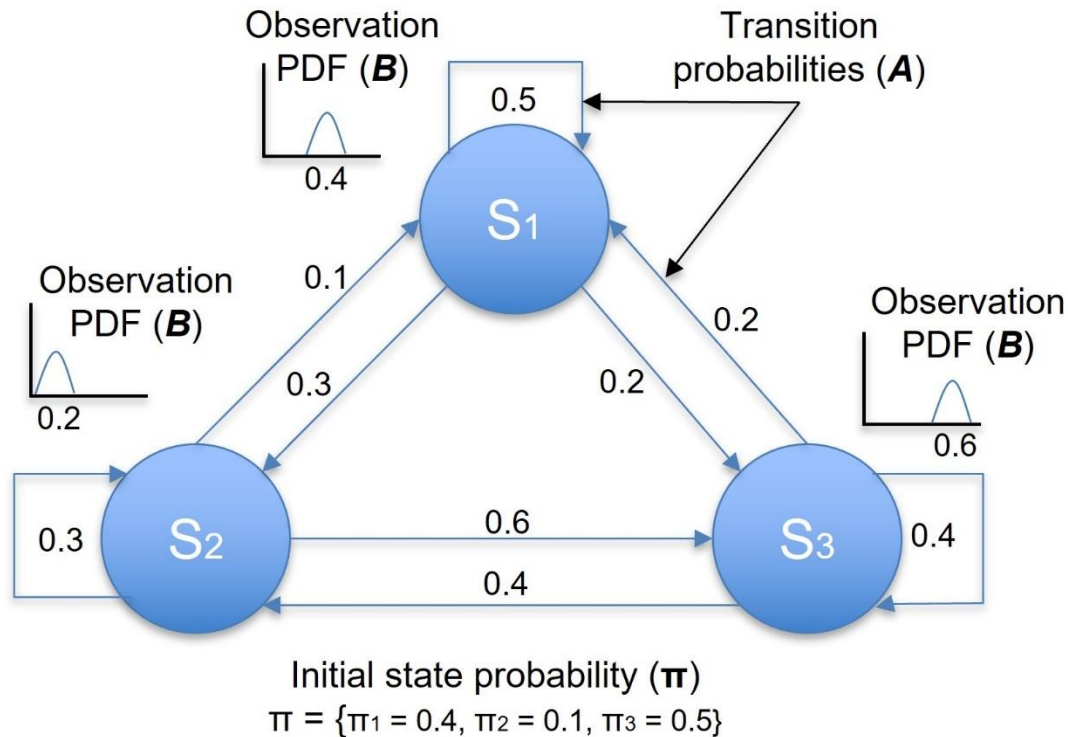 Observation
PDF (B)
0.4
Transition
probabilities (A)
0.5
S1
0.1
0.3
0.2
0.2
Observation
PDF (B)
0.2
Observation
PDF (B)
0.6
0.3
S2
0.6
0.4
S3
0.4
Initial state probability (π)
π = {π1 = 0.4, π2 = 0.1, π3 = 0.5}